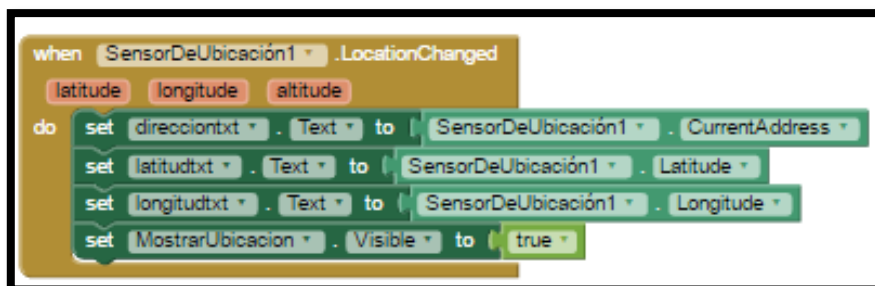 when SensorDeUbicación1 .LocationChanged
latitude longitude altitude
do set direcciontxt . Text to SensorDeUbicación1 . CurrentAddress
set latitudtxt . Text to SensorDeUbicación1 . Latitude
set longitudtxt . Text to SensorDeUbicación1 . Longitude
set MostrarUbicacion . Visible to true